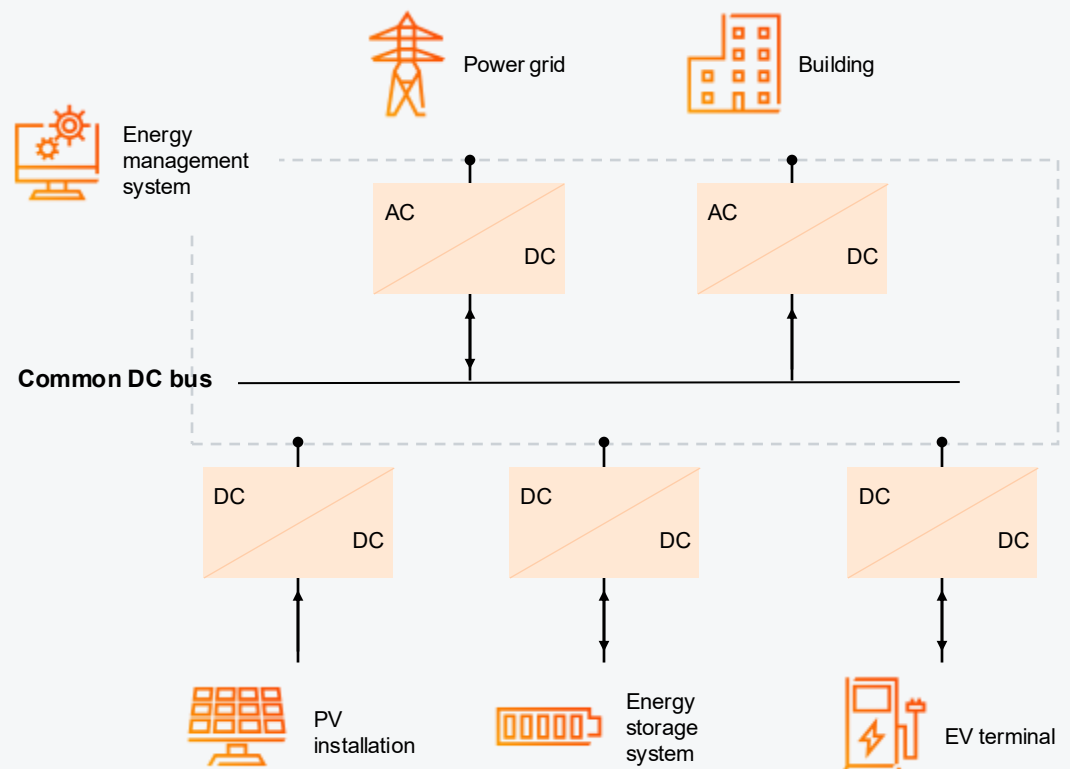 Power grid
Building
Energy
management
system
AC
DC
AC
DC
Common DC bus
DC
DC
DC
DC
DC
DC
PV
installation
Energy
storage
system
EV terminal